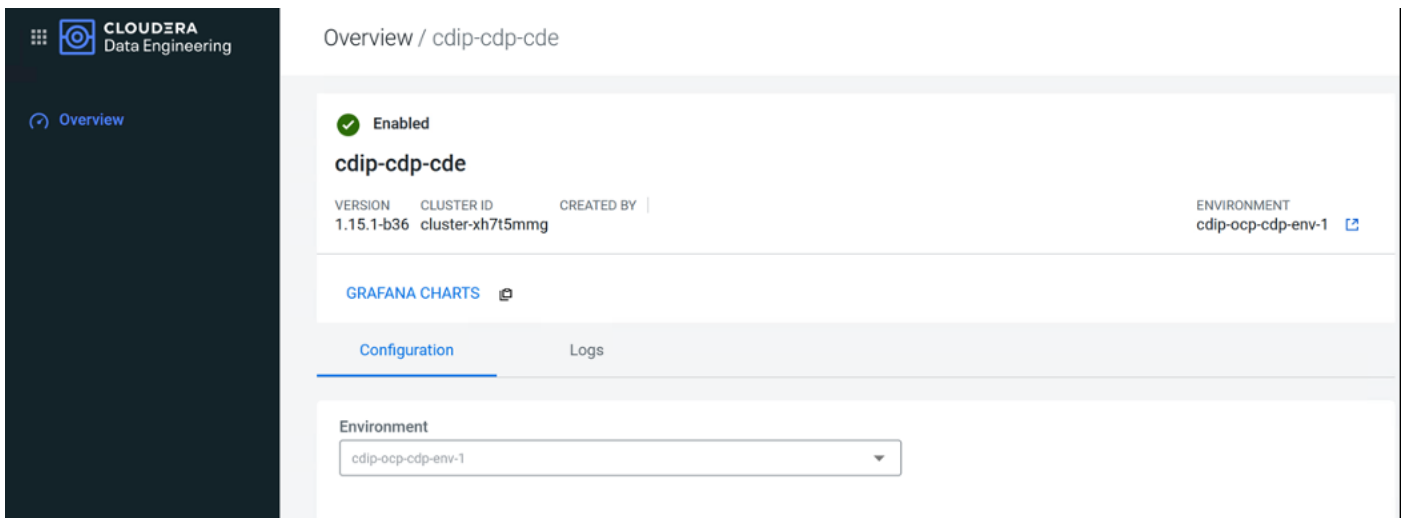 CLOUDERA
Data Engineering
Overview / cdip-cdp-cde
Overview
Enabled
cdip-cdp-cde
VERSION CLUSTER ID CREATED BY ENVIRONMENT
1.15.1-b36 cluster-xh7t5mmg cdip-ocp-cdp-env-1
GRAFANA CHARTS
Configuration Logs
Environment
cdip-ocp-cdp-env-1